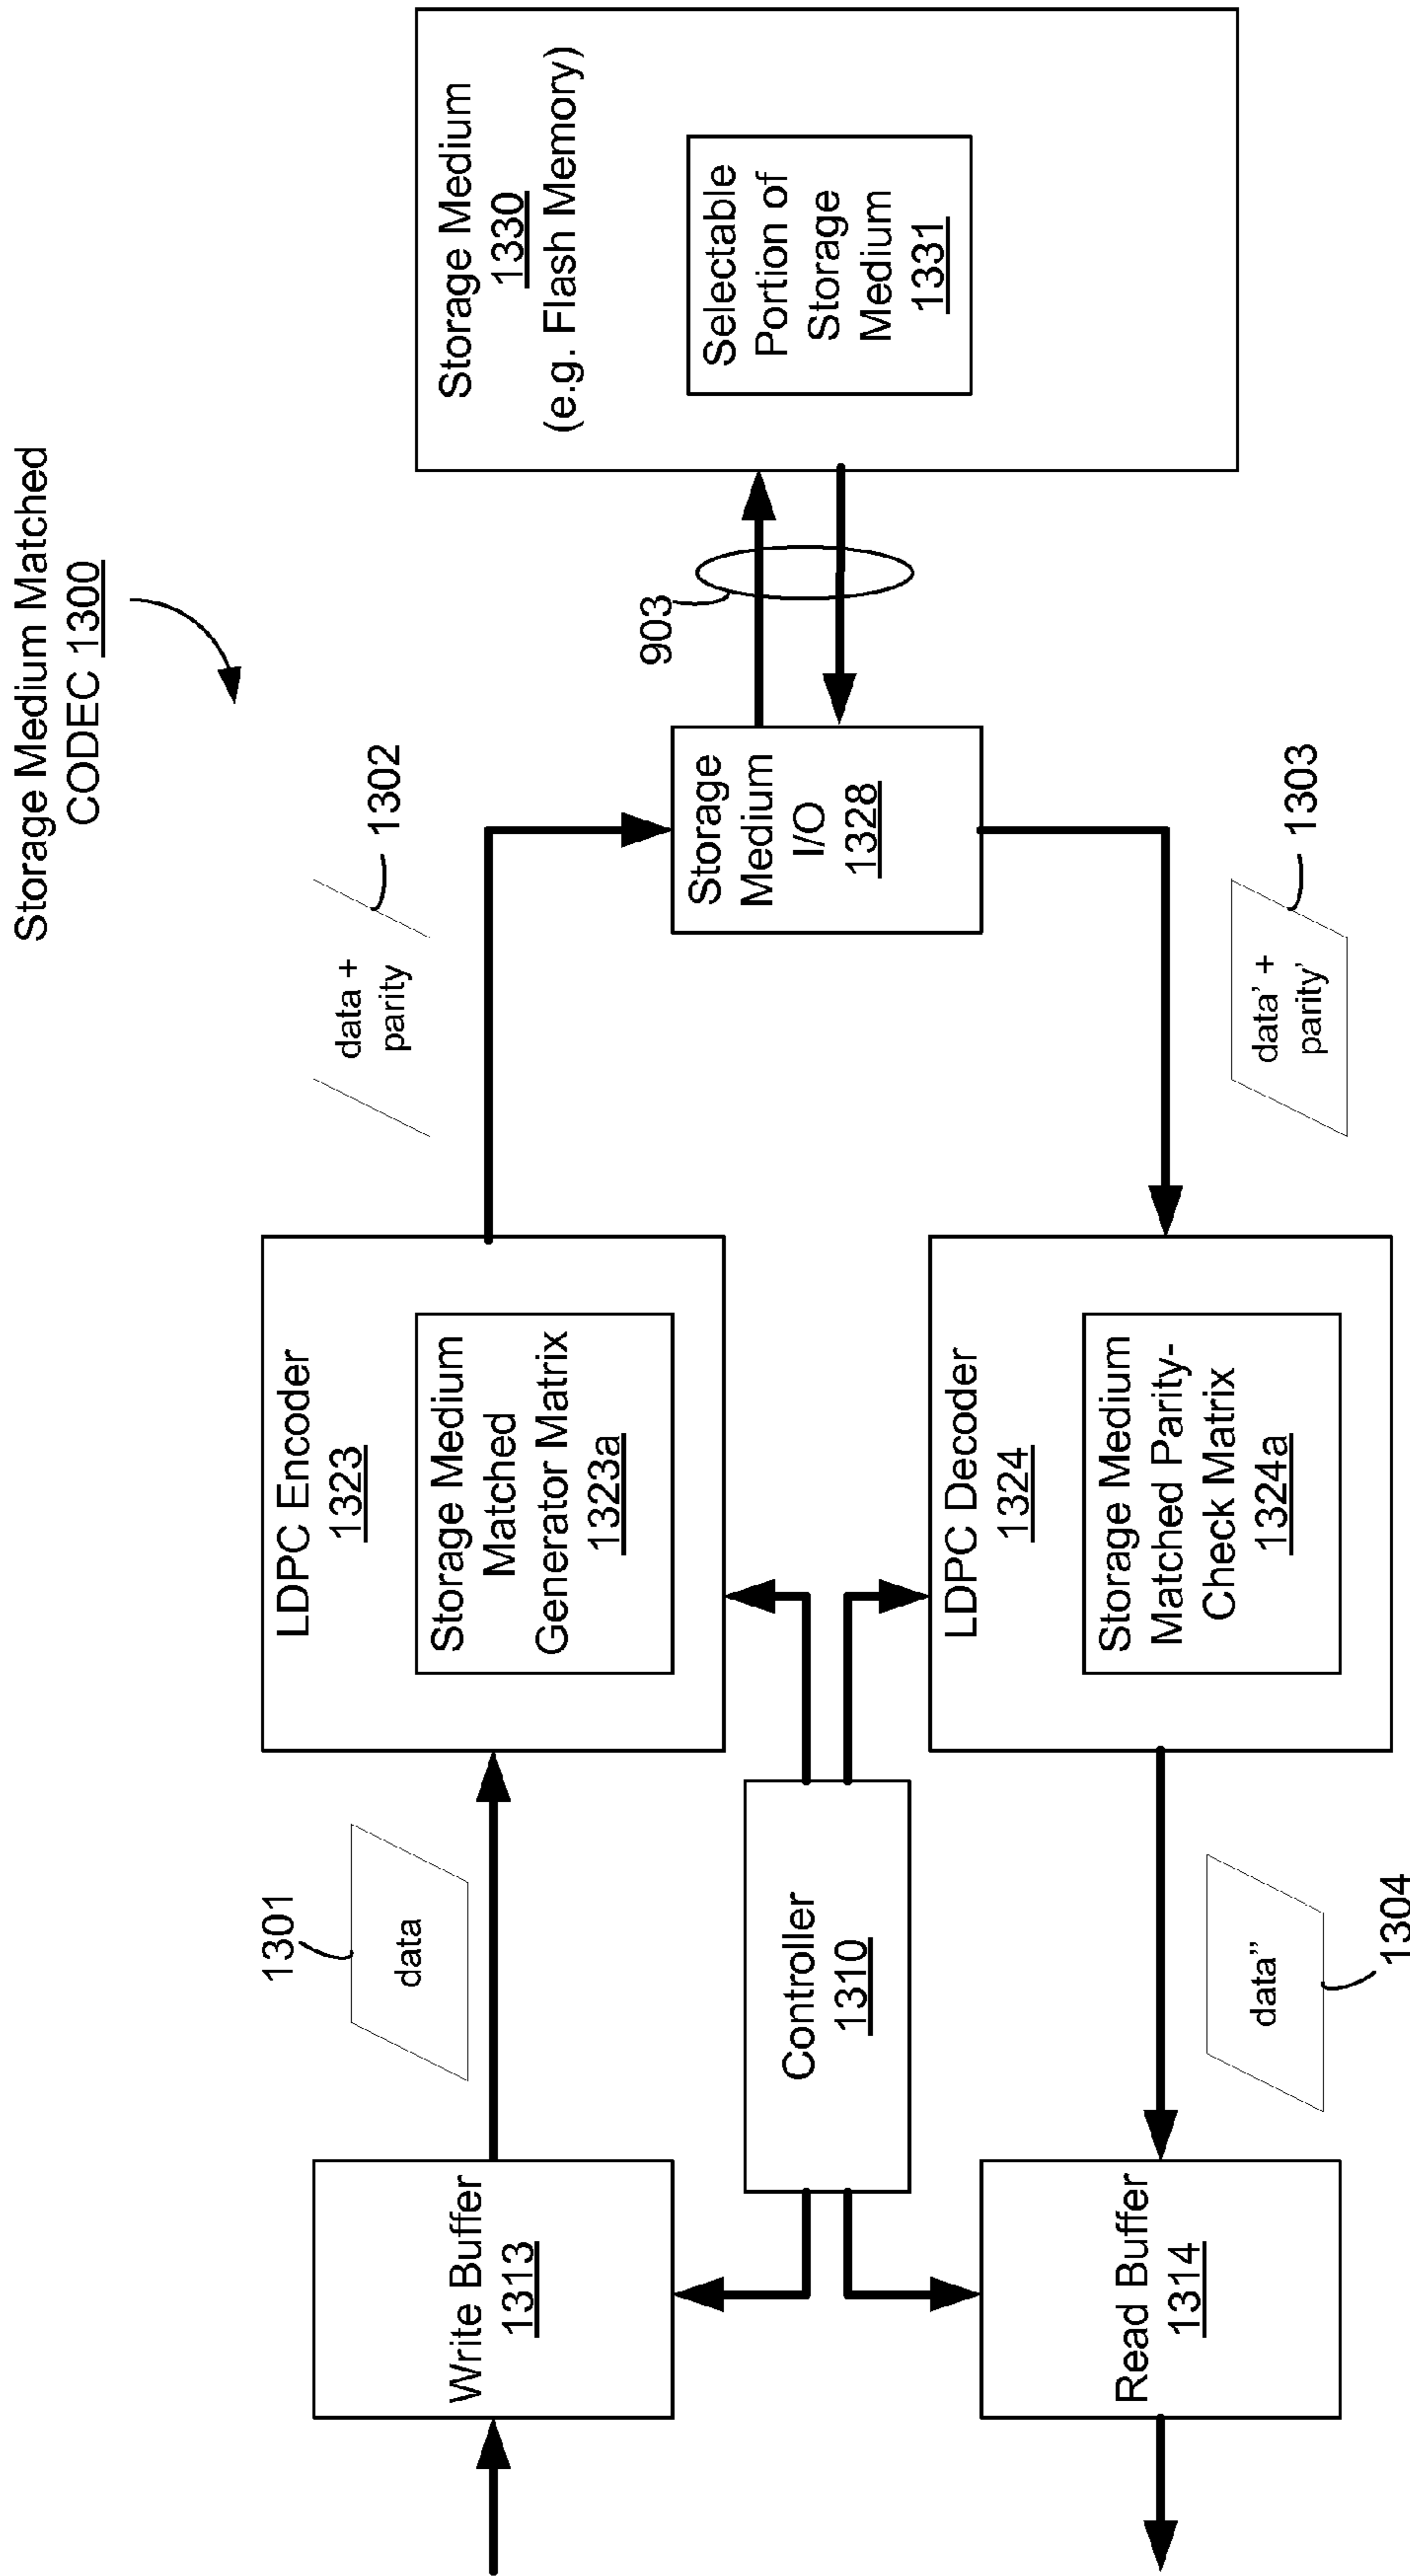 Storage Medium Matched
CODEC 1300
1301
data
1302
data +
parity
Write Buffer
1313
LDPC Encoder
1323
Storage Medium
Matched
Generator Matrix
1323a
Controller
1310
Storage
Medium
I/O
1328
903
Storage Medium
1330
(e.g. Flash Memory)
Selectable
Portion of
Storage
Medium
1331
Read Buffer
1314
LDPC Decoder
1324
Storage Medium
Matched Parity-
Check Matrix
1324a
data”
1304
data’ +
parity’
1303